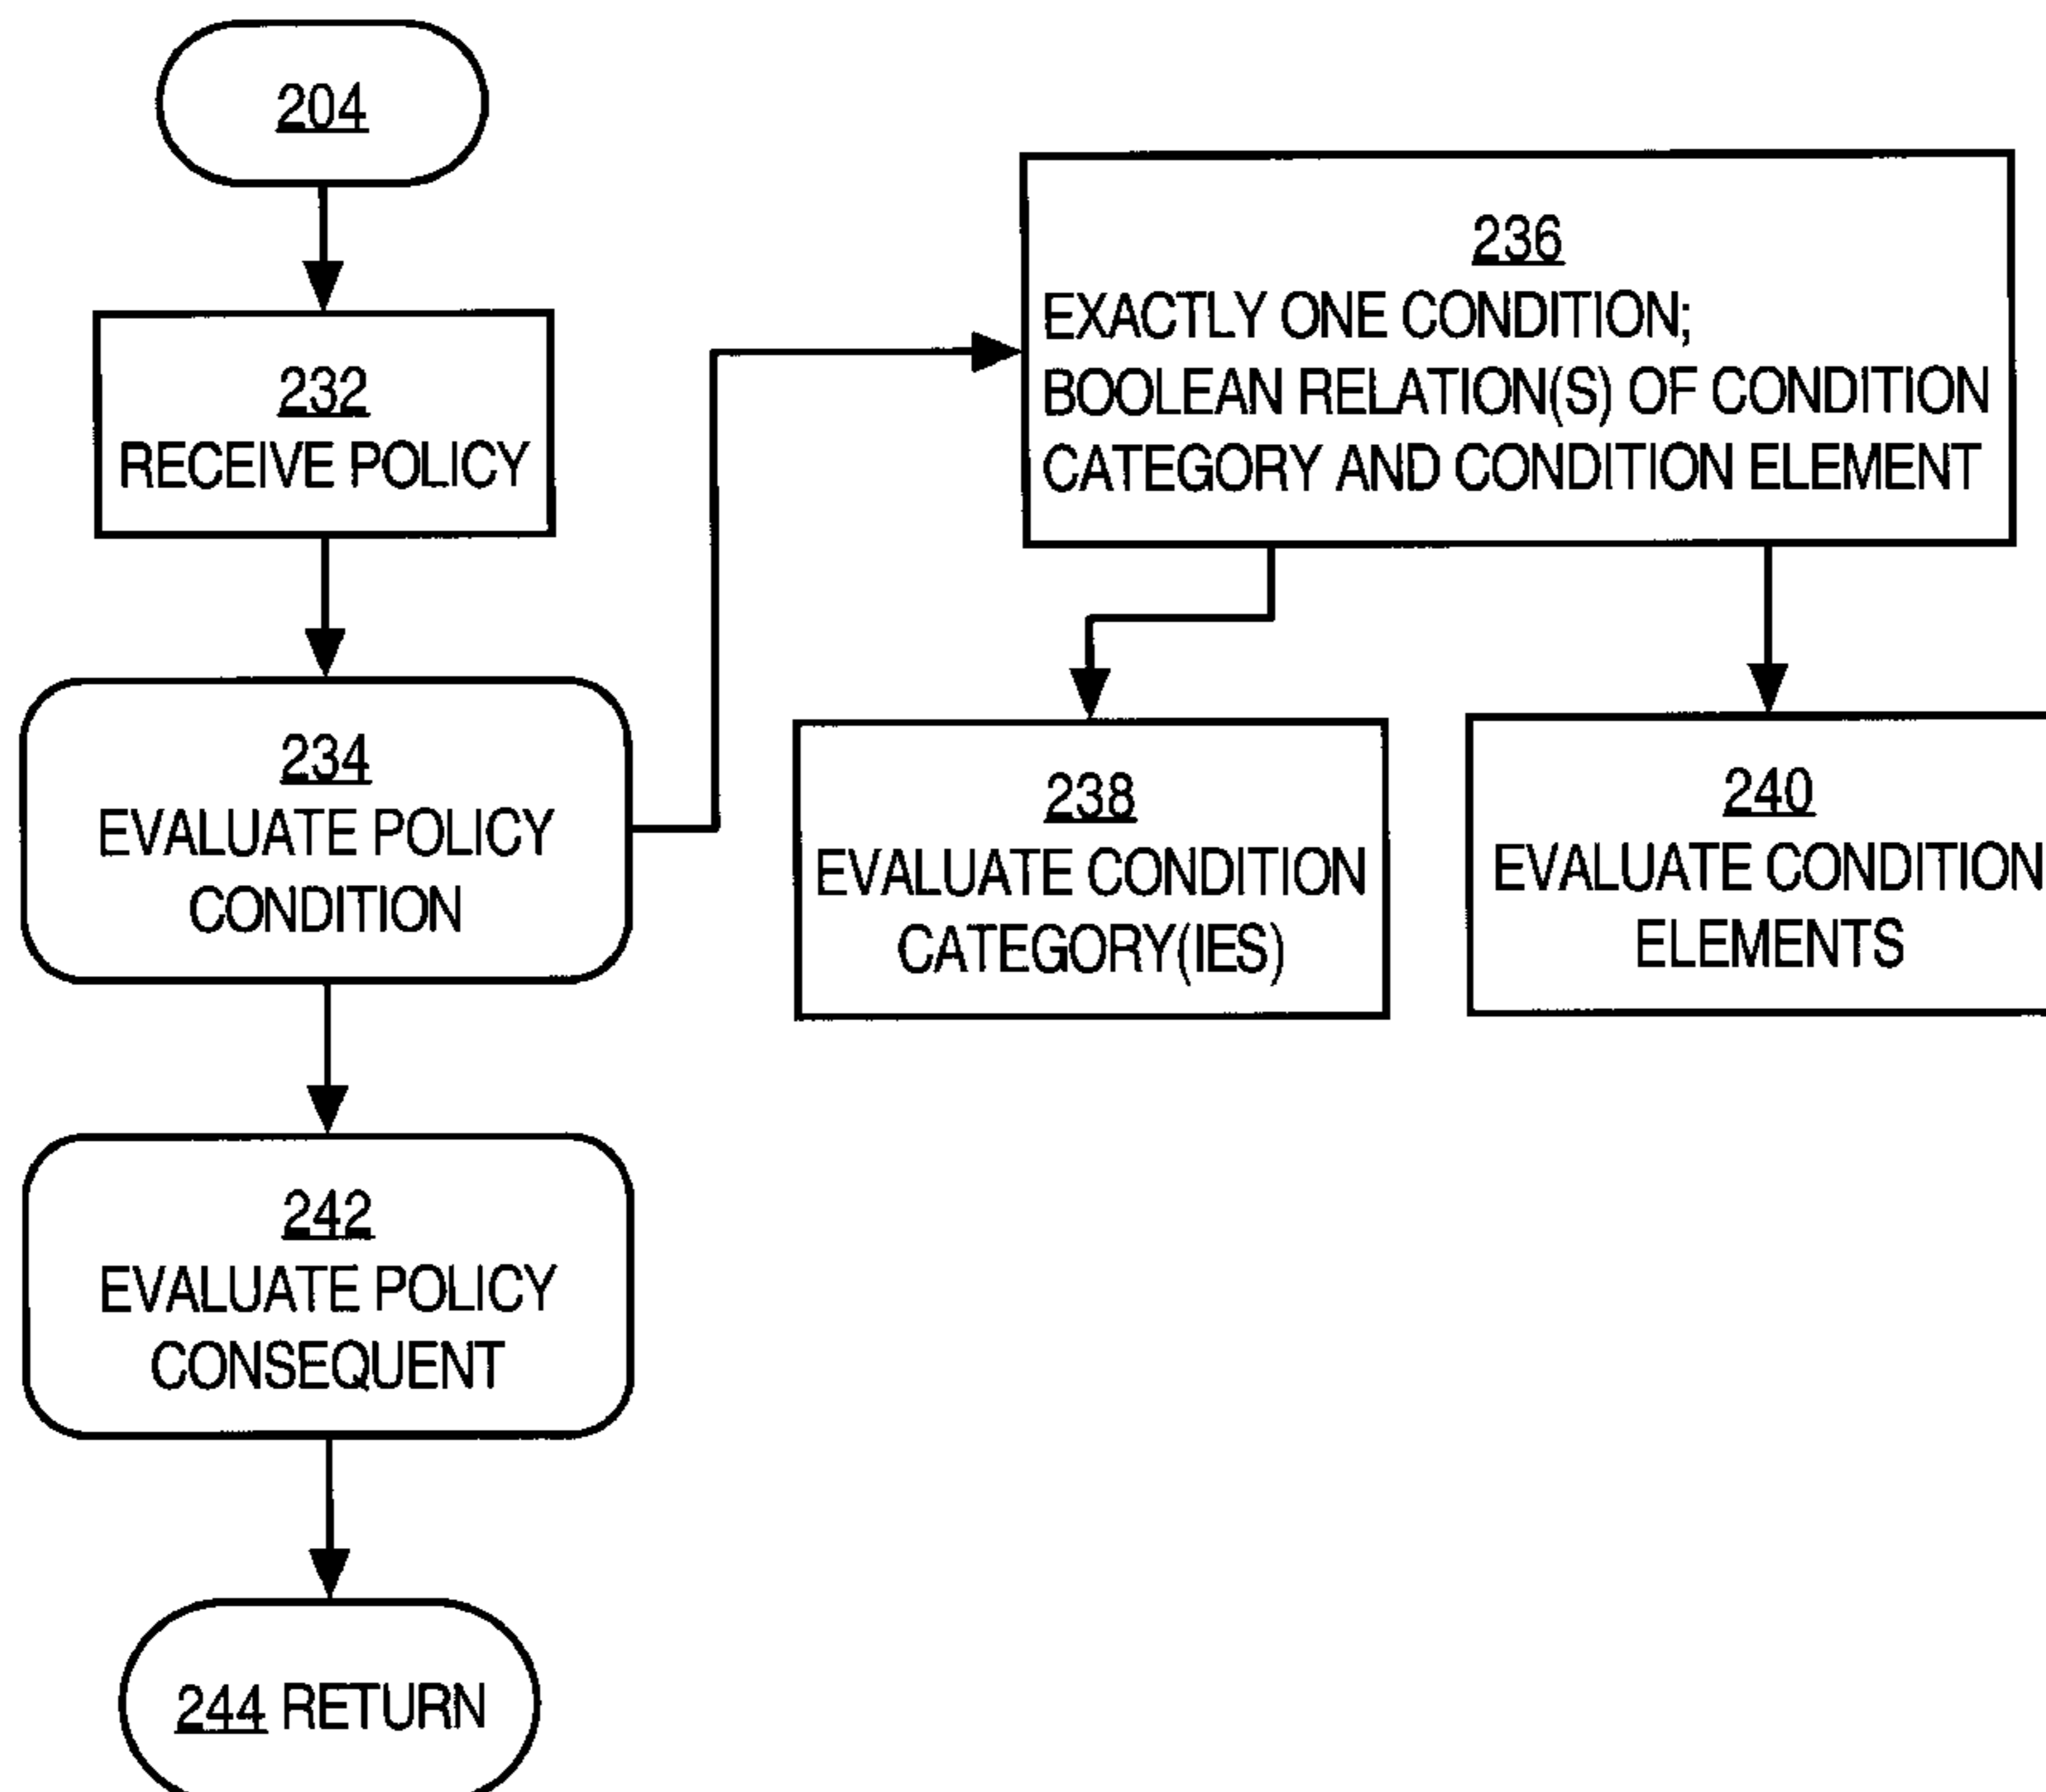 204
232
RECEIVE POLICY
234
EVALUATE POLICY
CONDITION
236
EXACTLY ONE CONDITION;
BOOLEAN RELATION(S) OF CONDITION
CATEGORY AND CONDITION ELEMENT
238
EVALUATE CONDITION
CATEGORY(IES)
240
EVALUATE CONDITION
ELEMENTS
242
EVALUATE POLICY
CONSEQUENT
244 RETURN